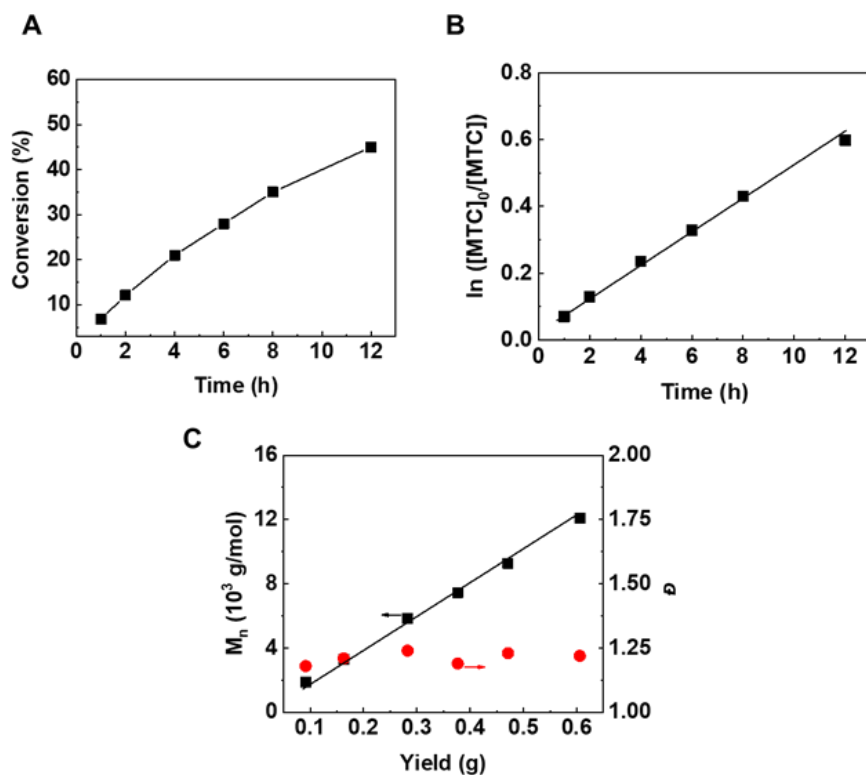 A
Conversion (%)
60
50
40
30
20
10
0 2 4 6 8 10 12
Time (h)
B
ln ([MTC]₀/[MTC])
0.8
0.6
0.4
0.2
0.0
0 2 4 6 8 10 12
Time (h)
C
Mₙ (10³ g/mol)
16
12
8
4
0
2.00
1.75
1.50
1.25
1.00
Đ
0.1 0.2 0.3 0.4 0.5 0.6
Yield (g)